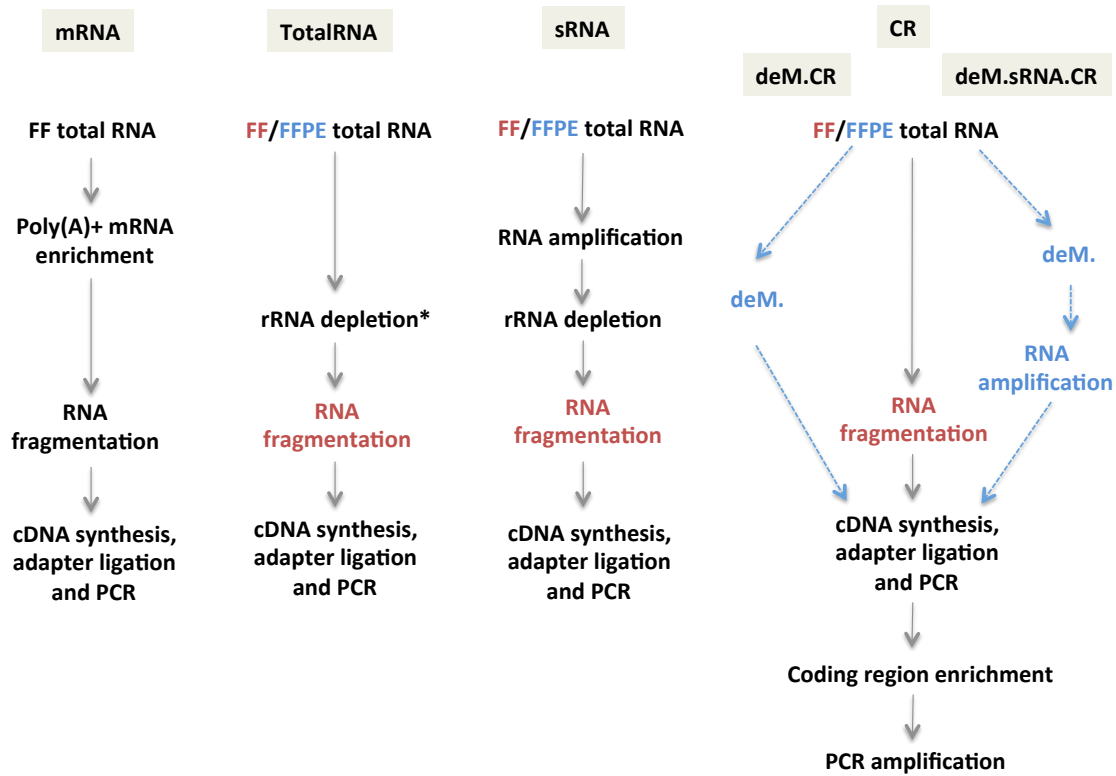 mRNA
FF total RNA
Poly(A)+ mRNA
enrichment
RNA
fragmentation
cDNA synthesis,
adapter ligation
and PCR
TotalRNA
FF/FFPE total RNA
rRNA depletion*
RNA
fragmentation
cDNA synthesis,
adapter ligation
and PCR
sRNA
FF/FFPE total RNA
RNA amplification
rRNA depletion
RNA
fragmentation
cDNA synthesis,
adapter ligation
and PCR
CR
deM.CR
deM.sRNA.CR
FF/FFPE total RNA
deM.
deM.
RNA
amplification
RNA
fragmentation
cDNA synthesis,
adapter ligation
and PCR
Coding region enrichment
PCR amplification